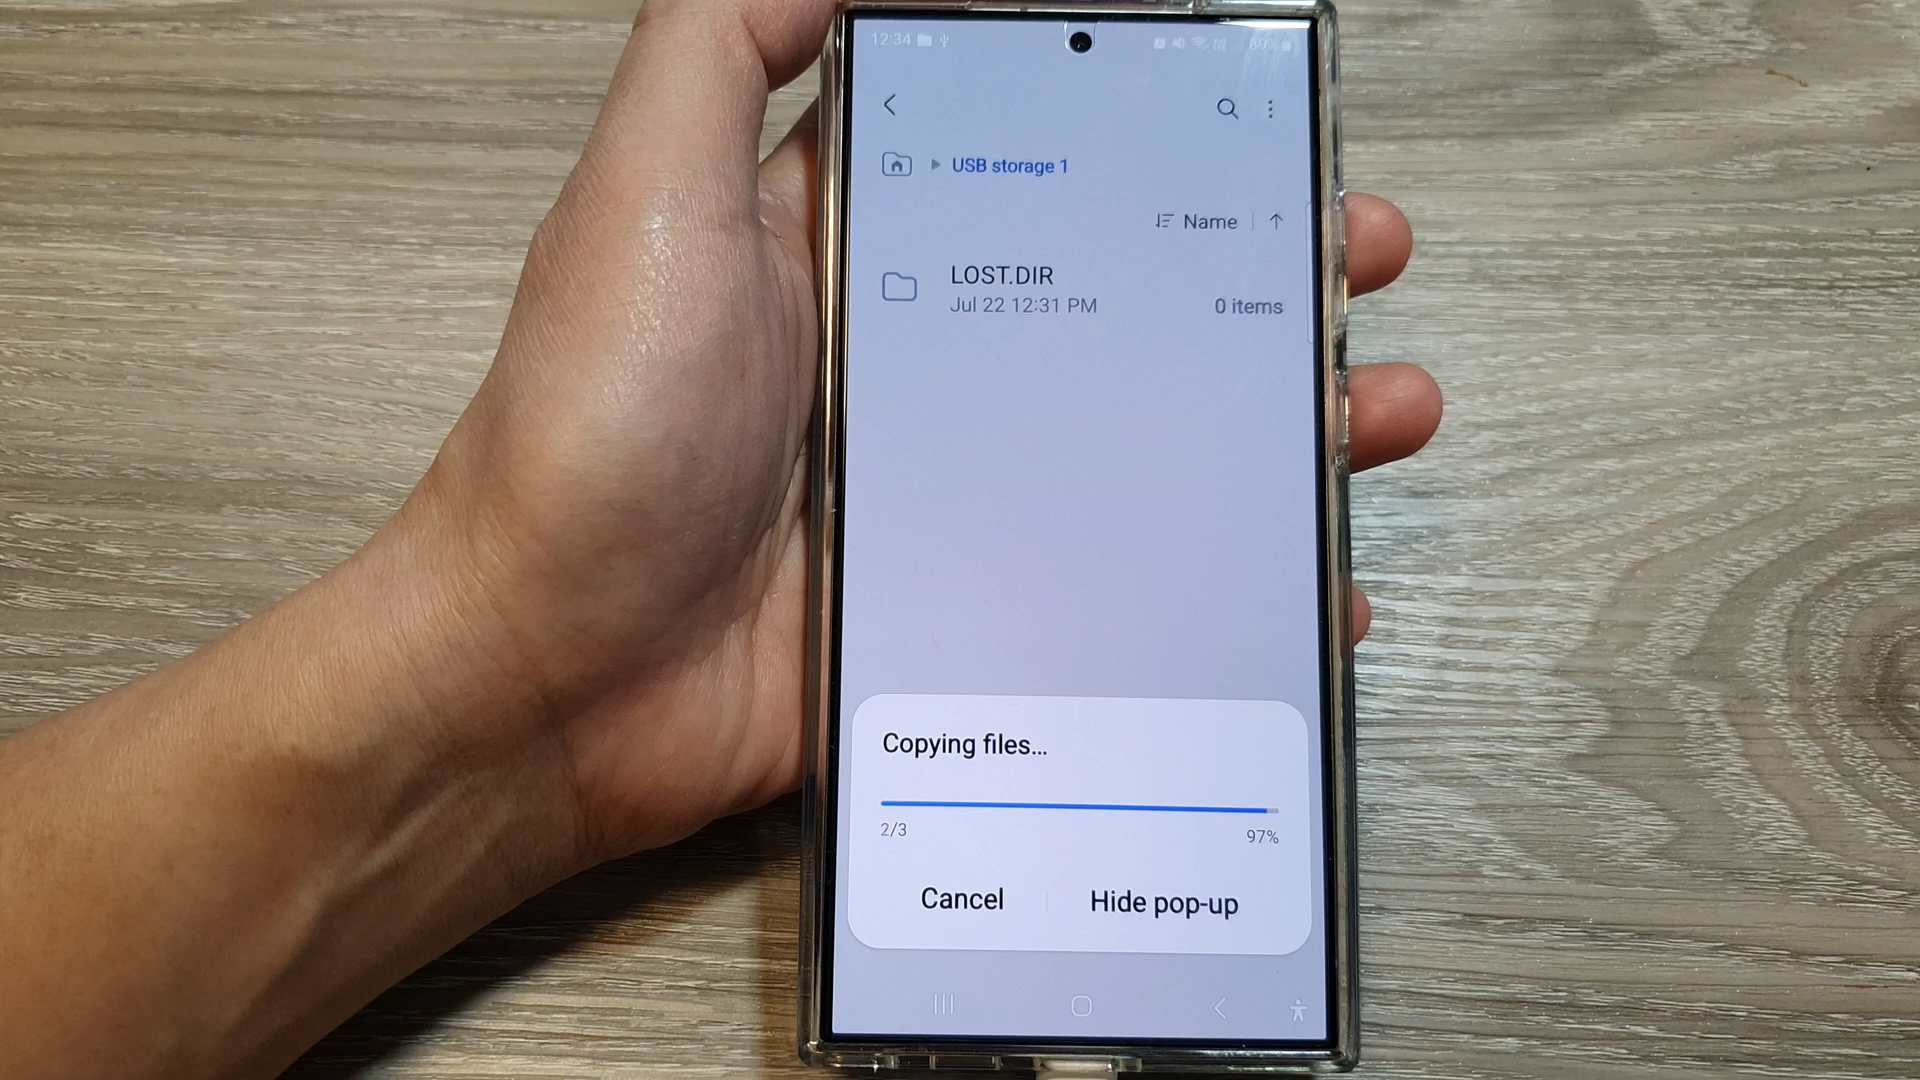 12:34 89%
USB storage 1
Name
LOST.DIR
Jul 22 12:31 PM 0 items
Copying files...
2/3 97%
Cancel Hide pop-up